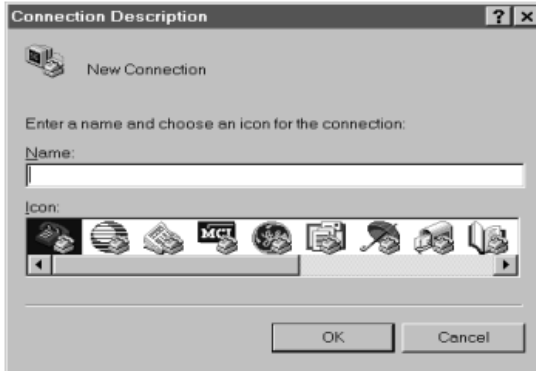 Connection Description
New Connection
Enter a name and choose an icon for the connection:
Name:
Icon:
MCI
OK
Cancel